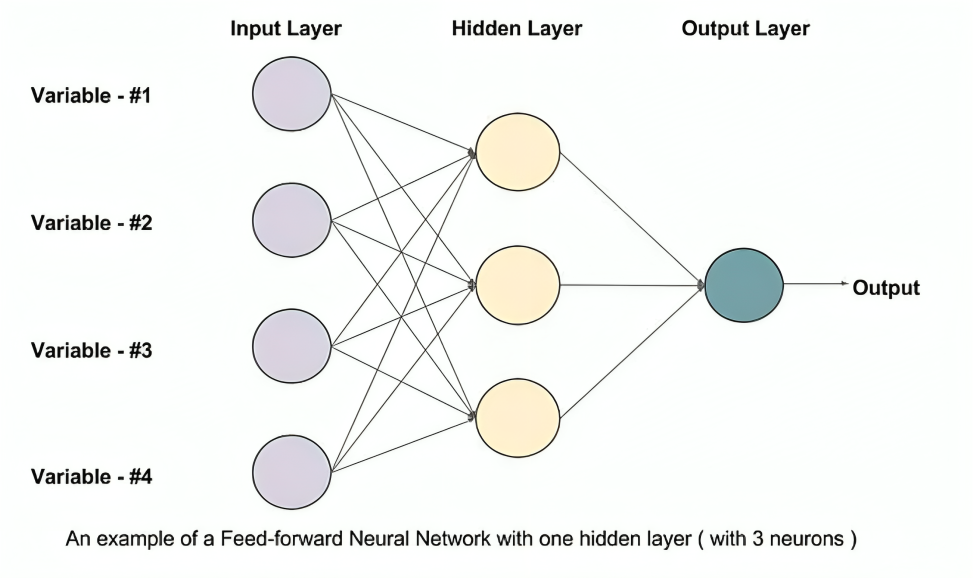 Input Layer Hidden Layer Output Layer
Variable - #1
Variable - #2
Output
Variable - #3
Variable - #4
An example of a Feed-forward Neural Network with one hidden layer ( with 3 neurons )